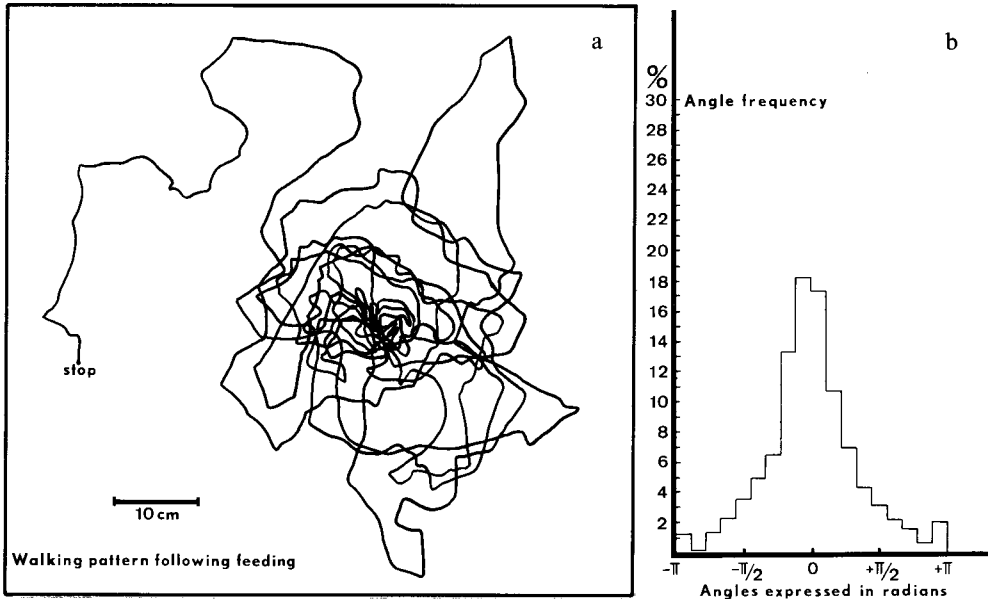 a
stop
10 cm
Walking pattern following feeding
b
%
Angle frequency
30
28
26
24
22
20
18
16
14
12
10
8
6
4
2
-π
-π/2
0
+π/2
+π
Angles expressed in radians